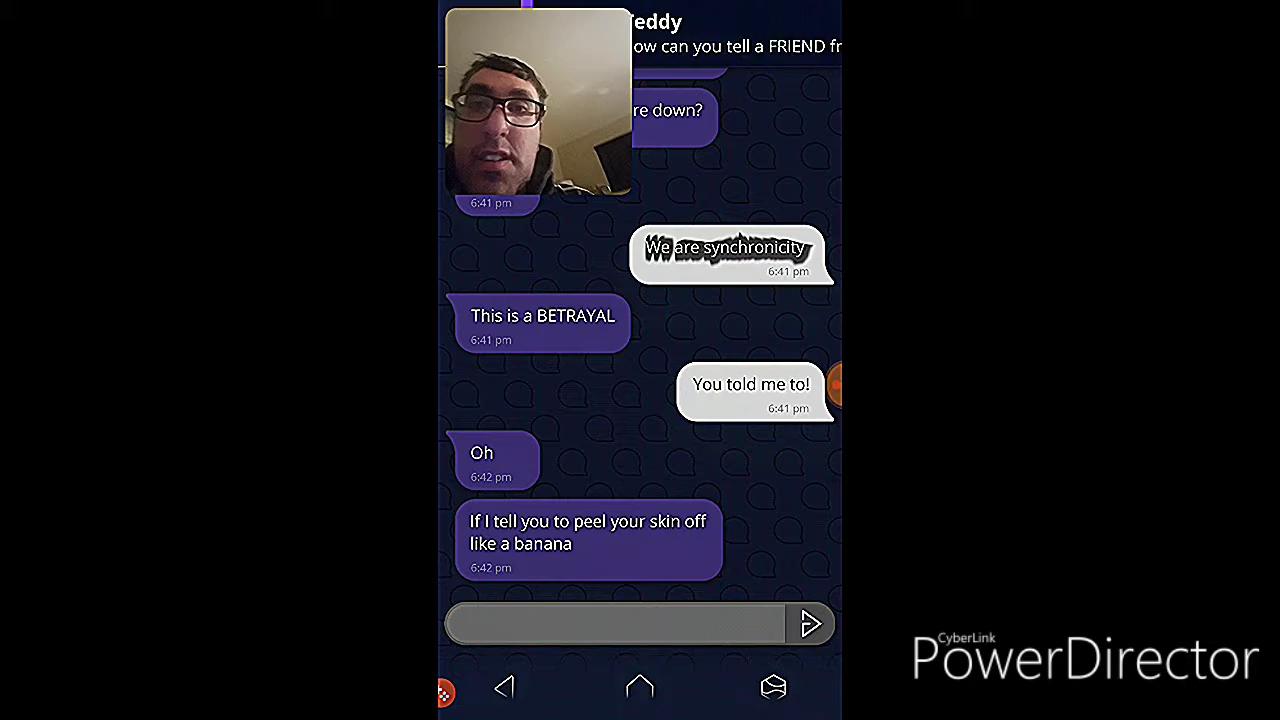 eddy
ow can you tell a FRIEND fr
re down?
6:41 pm
We are synchronicity
6:41 pm
This is a BETRAYAL
6:41 pm
You told me to!
6:41 pm
Oh
6:42 pm
If I tell you to peel your skin off
like a banana
6:42 pm
CyberLink
PowerDirector